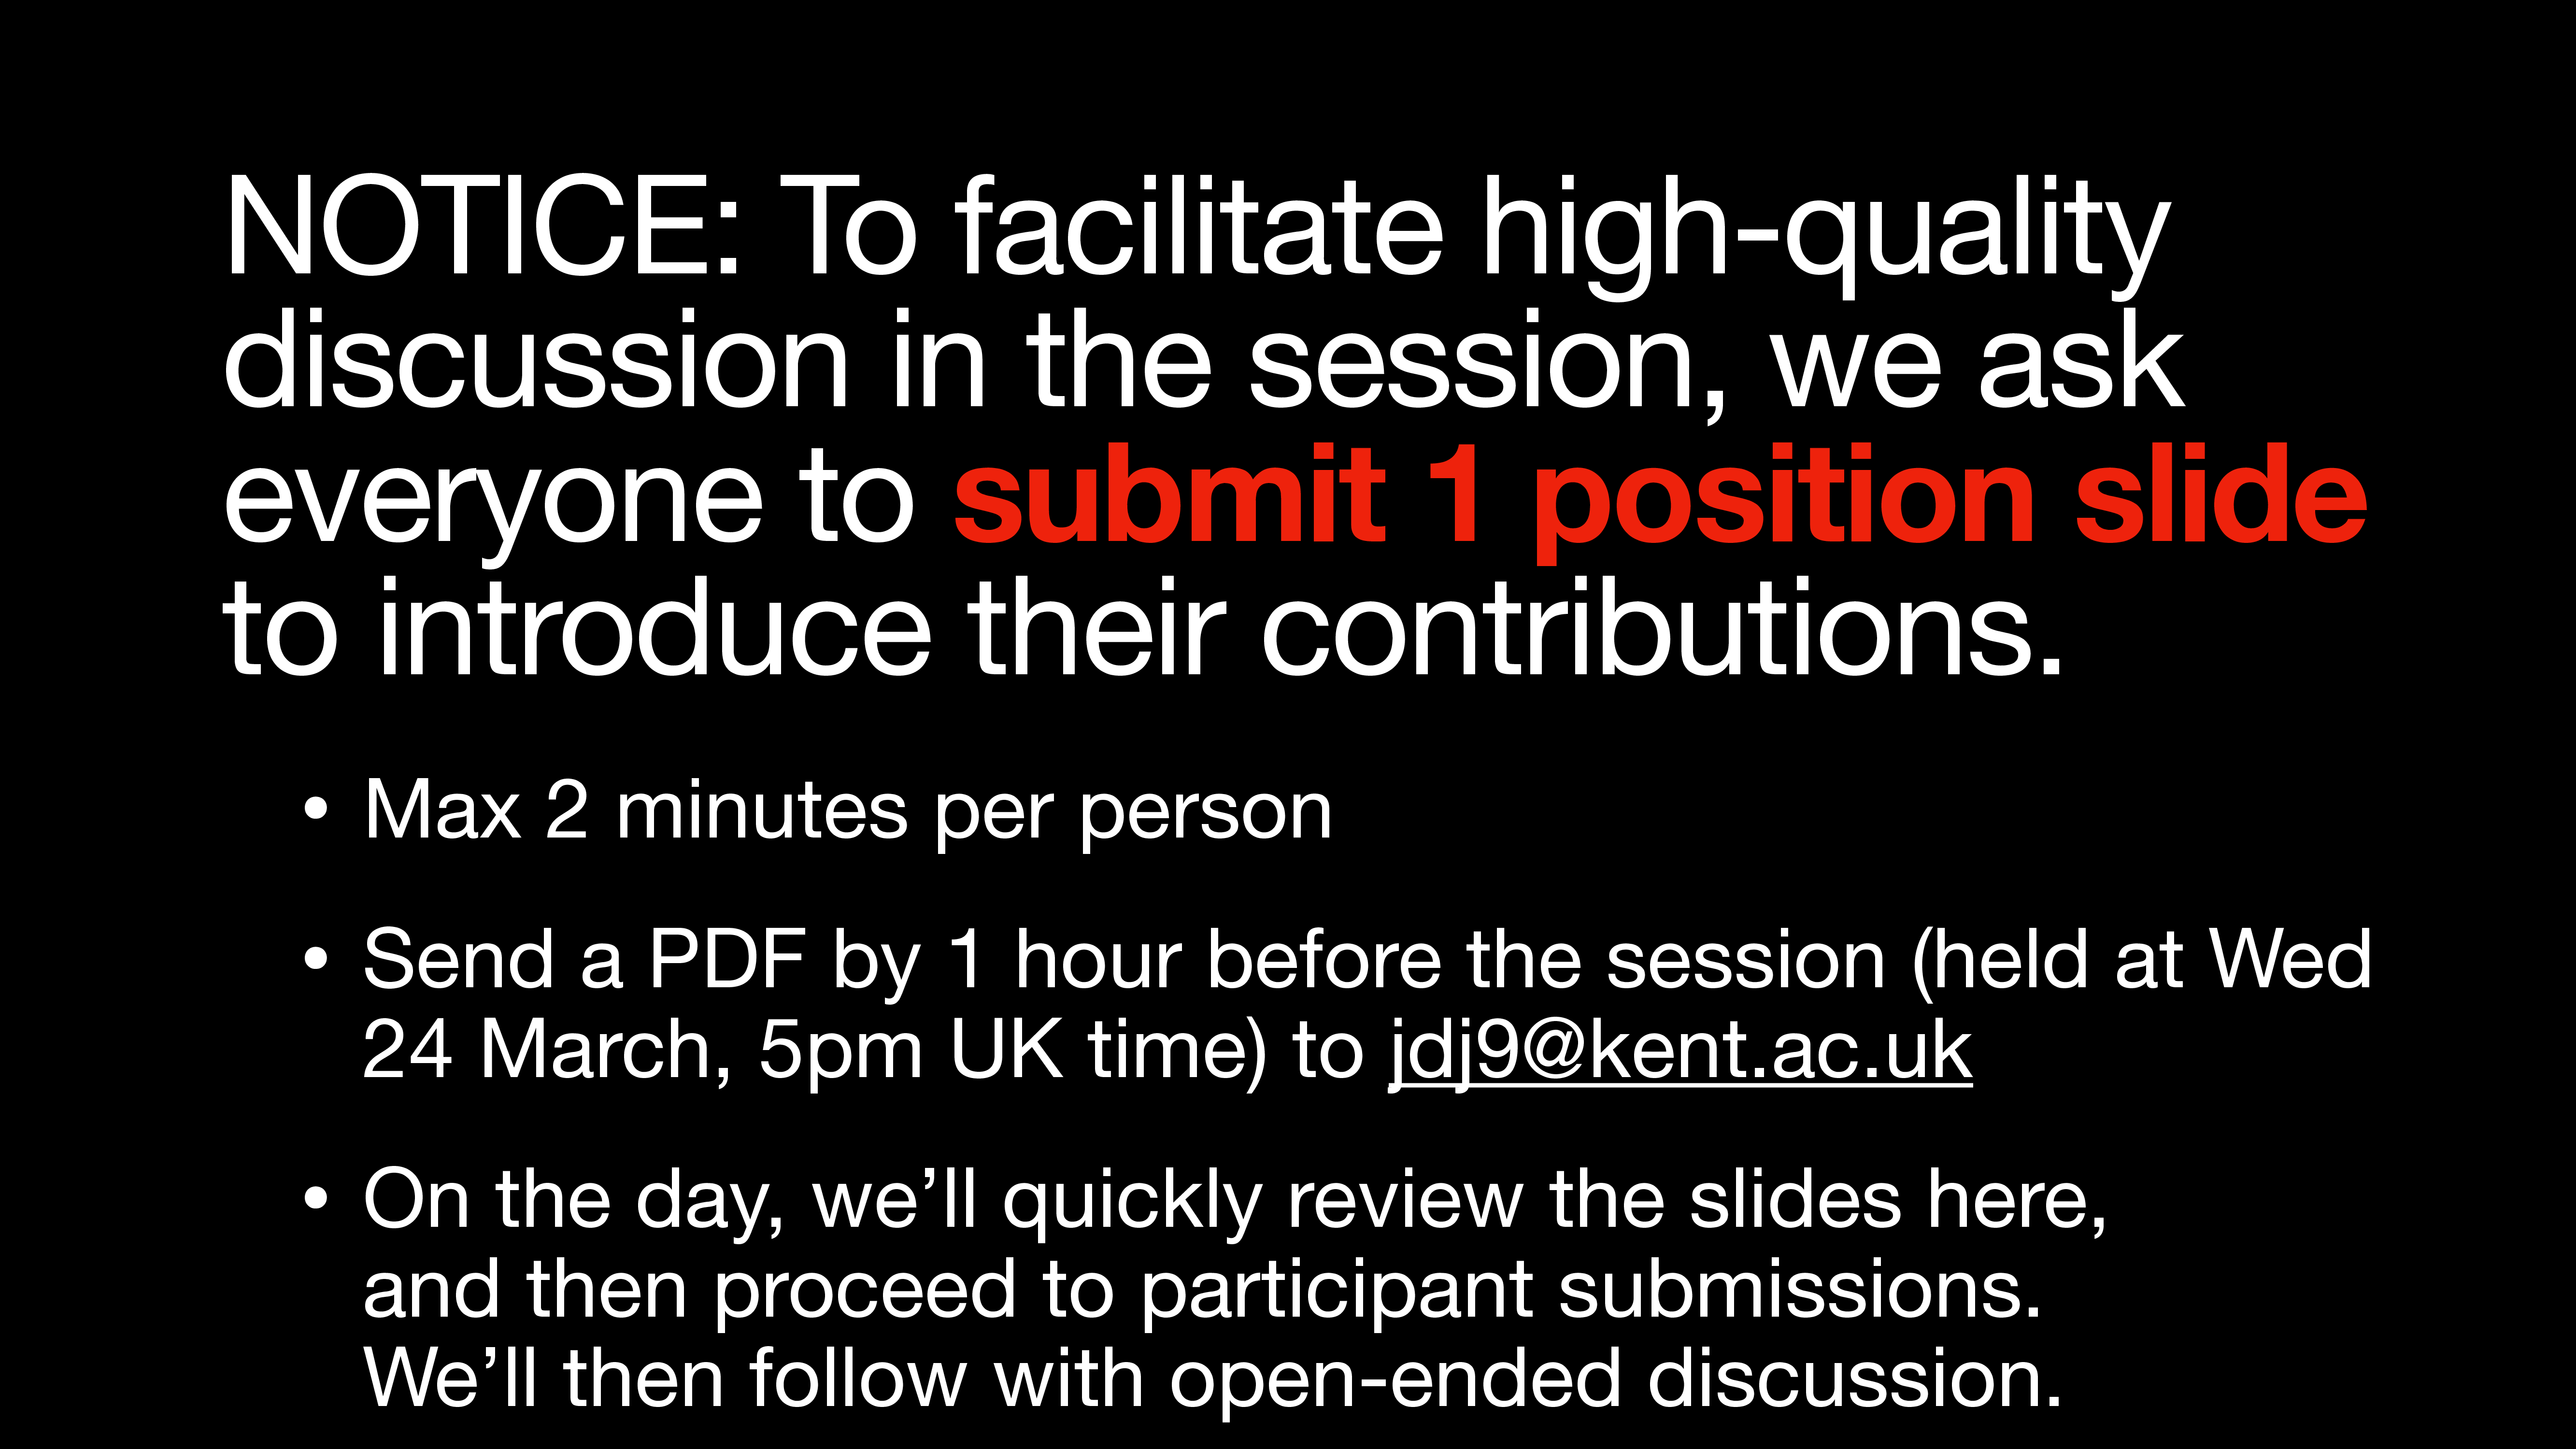 NOTICE: To facilitate high-quality
discussion in the session, we ask
everyone to submit 1 position slide
to introduce their contributions.
• Max 2 minutes per person
• Send a PDF by 1 hour before the session (held at Wed
24 March, 5pm UK time) to jdj9@kent.ac.uk
• On the day, we’ll quickly review the slides here,
and then proceed to participant submissions.
We’ll then follow with open-ended discussion.